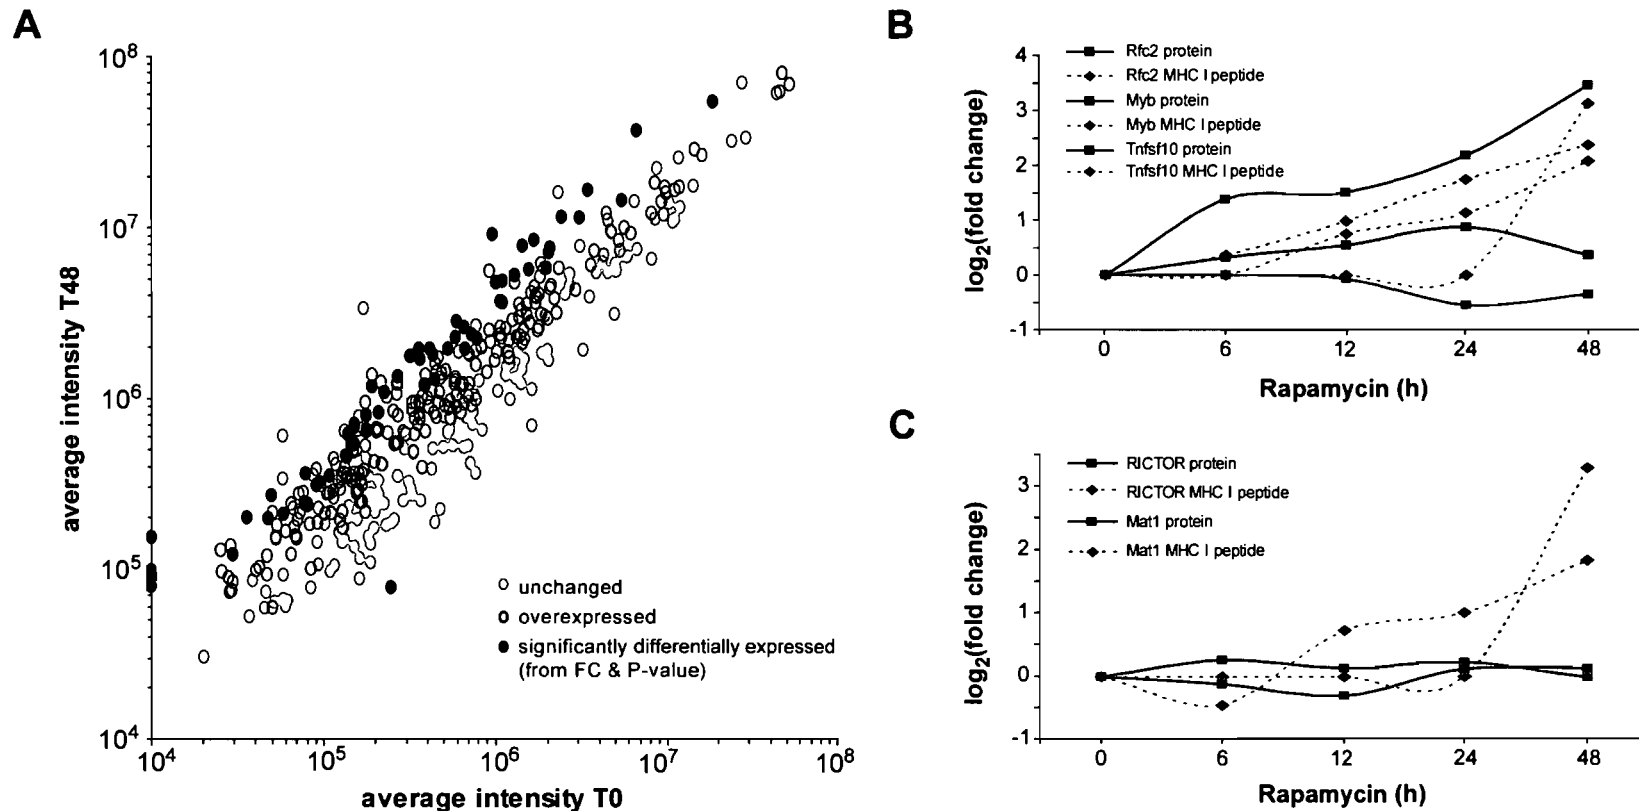 A
average intensity T48
10^8
10^7
10^6
10^5
10^4
unchanged
overexpressed
significantly differentially expressed
(from FC & P-value)
10^4
10^5
10^6
10^7
10^8
average intensity T0
B
log₂(fold change)
4
3
2
1
0
-1
Rfc2 protein
Rfc2 MHC I peptide
Myb protein
Myb MHC I peptide
Tnfsf10 protein
Tnfsf10 MHC I peptide
0 6 12 24 48
Rapamycin (h)
C
log₂(fold change)
3
2
1
0
-1
RICTOR protein
RICTOR MHC I peptide
Mat1 protein
Mat1 MHC I peptide
0 6 12 24 48
Rapamycin (h)